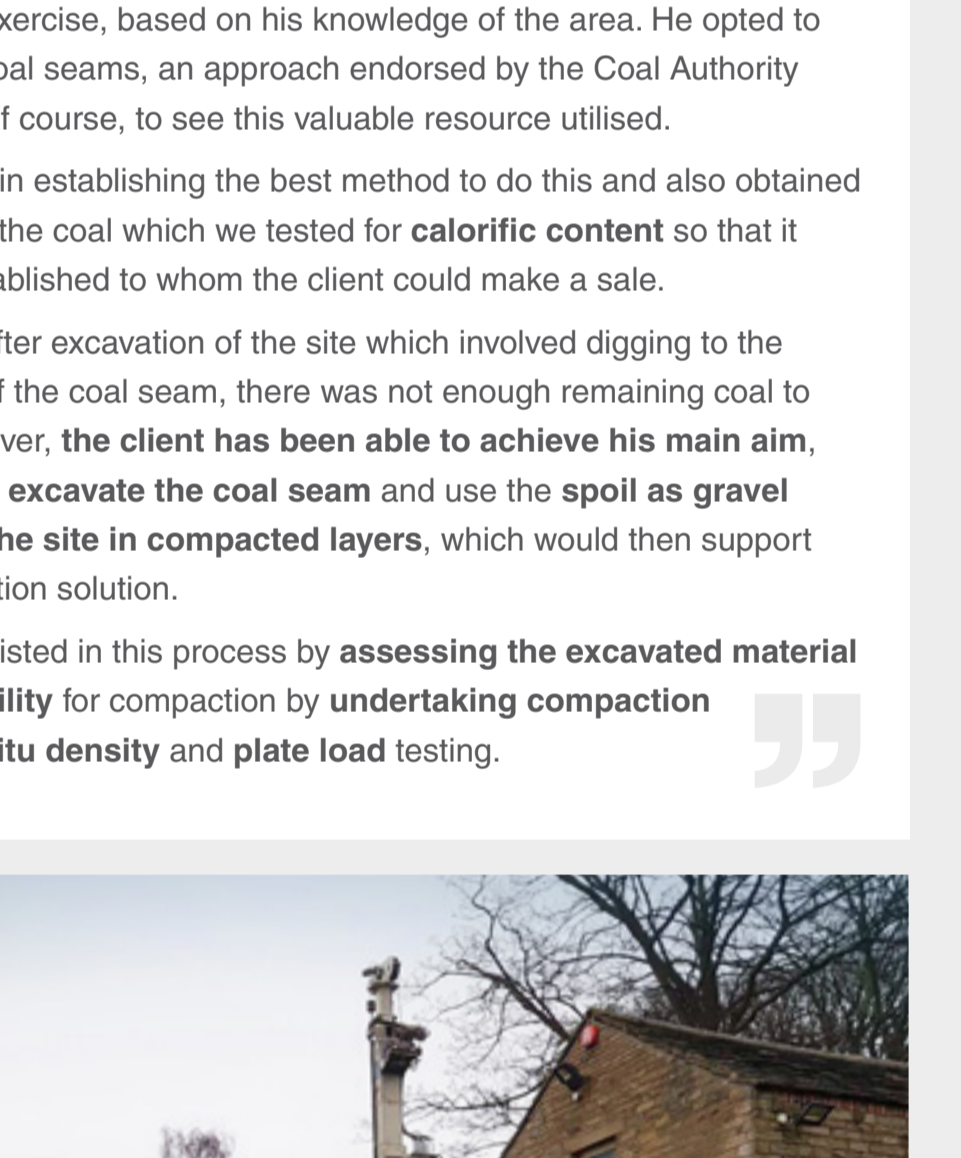 xercise, based on his knowledge of the area. He opted to
oal seams, an approach endorsed by the Coal Authority
f course, to see this valuable resource utilised.
in establishing the best method to do this and also obtained
the coal which we tested for calorific content so that it
ablished to whom the client could make a sale.
fter excavation of the site which involved digging to the
f the coal seam, there was not enough remaining coal to
ver, the client has been able to achieve his main aim,
excavate the coal seam and use the spoil as gravel
he site in compacted layers, which would then support
tion solution.
isted in this process by assessing the excavated material
ility for compaction by undertaking compaction
itu density and plate load testing.
”